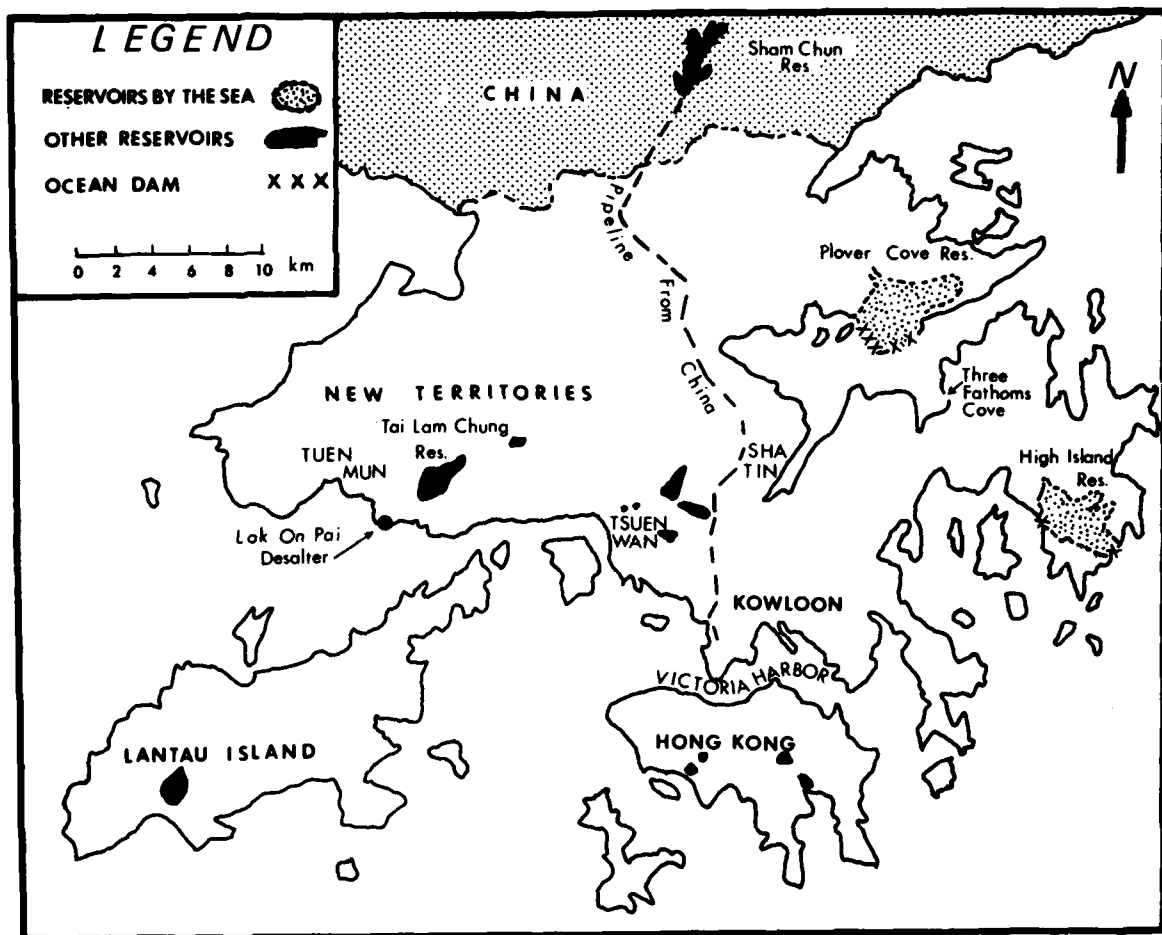 LEGEND
RESERVOIRS BY THE SEA
OTHER RESERVOIRS
OCEAN DAM X X X
0 2 4 6 8 10 km
Sham Chun
Res
CHINA
N
Pipeline
From
China
Plover Cove Res.
Three
Fathoms
Cove
NEW TERRITORIES
Tai Lam Chung
Res.
TUEN
MUN
SHA
TIN
High Island
Res.
Lok On Pai
Desalter
TSUEN
WAN
KOWLOON
VICTORIA HARBOR
LANTAU ISLAND
HONG KONG